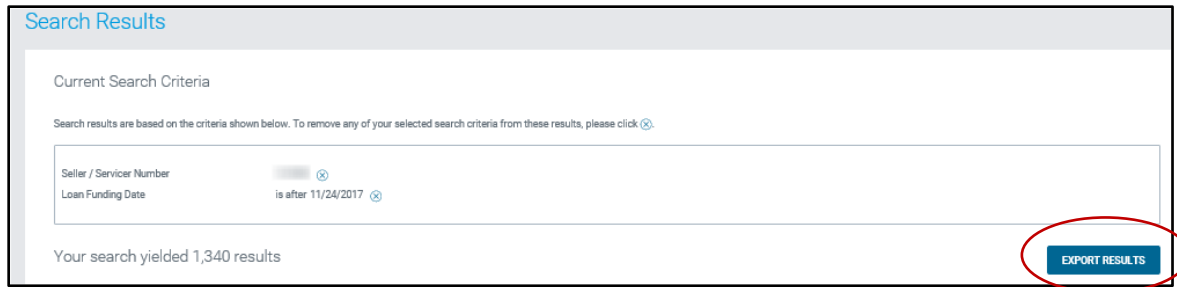 Search Results
Current Search Criteria
Search results are based on the criteria shown below. To remove any of your selected search criteria from these results, please click ⓧ.
Seller / Servicer Number ⓧ
Loan Funding Date is after 11/24/2017 ⓧ
Your search yielded 1,340 results
EXPORT RESULTS